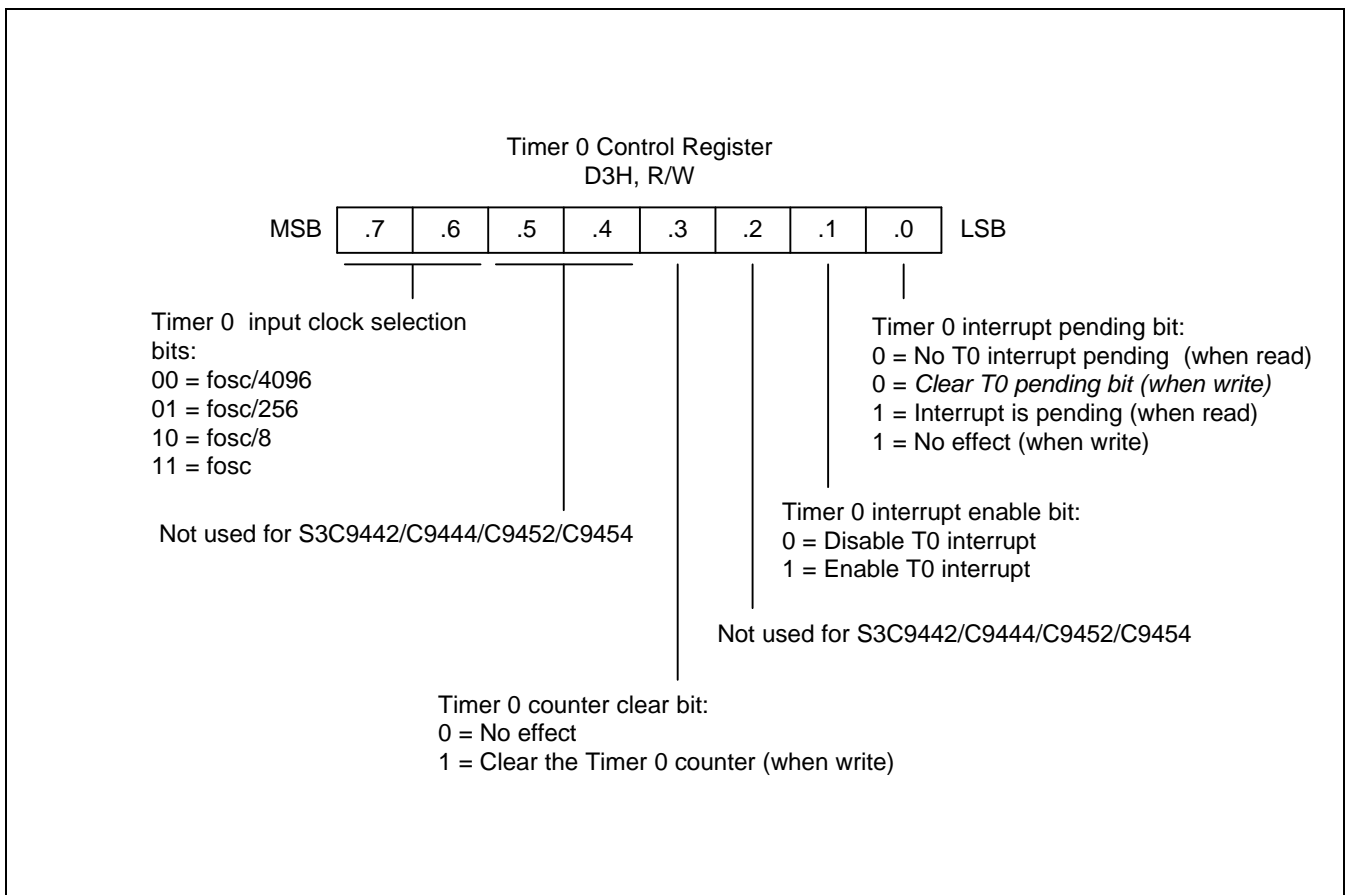 Timer 0 Control Register
D3H, R/W
MSB .7 .6 .5 .4 .3 .2 .1 .0 LSB
Timer 0 input clock selection
bits:
00 = fosc/4096
01 = fosc/256
10 = fosc/8
11 = fosc
Timer 0 interrupt pending bit:
0 = No T0 interrupt pending (when read)
0 = Clear T0 pending bit (when write)
1 = Interrupt is pending (when read)
1 = No effect (when write)
Not used for S3C9442/C9444/C9452/C9454
Timer 0 interrupt enable bit:
0 = Disable T0 interrupt
1 = Enable T0 interrupt
Not used for S3C9442/C9444/C9452/C9454
Timer 0 counter clear bit:
0 = No effect
1 = Clear the Timer 0 counter (when write)